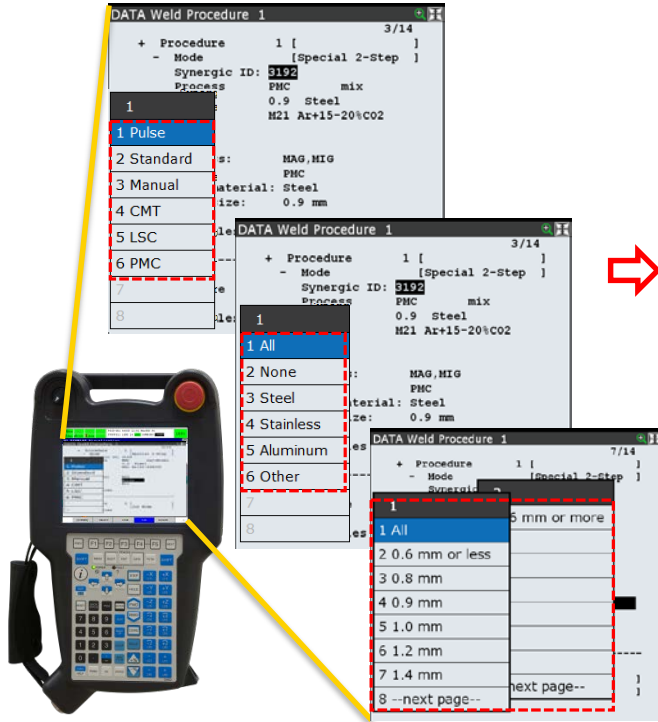 DATA Weld Procedure 1
3/14
+ Procedure 1 [ ]
- Mode [Special 2-Step ]
Synergic ID: 3192
Process PMC mix
0.9 Steel
M21 Ar+15-20%CO2
1
1 Pulse
2 Standard
3 Manual
4 CMT
5 LSC
6 PMC
7
8
MAG,MIG
PMC
Steel
0.9 mm
DATA Weld Procedure 1
3/14
+ Procedure 1 [ ]
- Mode [Special 2-Step ]
Synergic ID: 3192
Process PMC mix
0.9 Steel
M21 Ar+15-20%CO2
1
1 All
2 None
3 Steel
4 Stainless
5 Aluminum
6 Other
7
8
MAG,MIG
PMC
Steel
0.9 mm
DATA Weld Procedure 1
7/14
+ Procedure 1 [ ]
- Mode [Special 2-Step ]
1
1 All
2 0.6 mm or less
3 0.8 mm
4 0.9 mm
5 1.0 mm
6 1.2 mm
7 1.4 mm
8 --next page--
mm or more
next page--